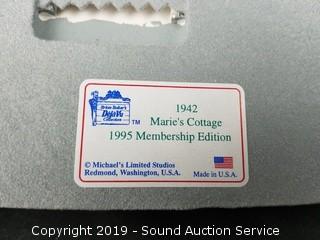 Brian Baker's
DéjàVu
Collection
TM
1942
Marie's Cottage
1995 Membership Edition
© Michael's Limited Studios
Redmond, Washington, U.S.A.
Made in U.S.A.
Copyright 2019 - Sound Auction Service